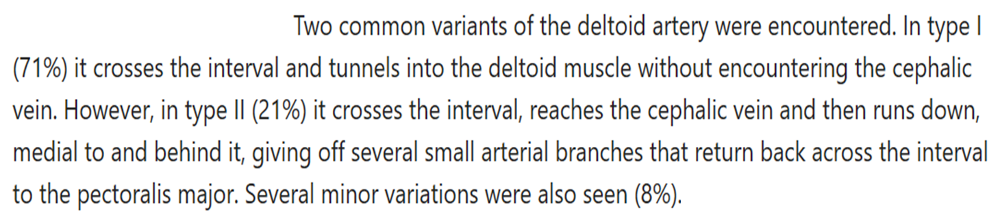 Two common variants of the deltoid artery were encountered. In type I
(71%) it crosses the interval and tunnels into the deltoid muscle without encountering the cephalic
vein. However, in type II (21%) it crosses the interval, reaches the cephalic vein and then runs down,
medial to and behind it, giving off several small arterial branches that return back across the interval
to the pectoralis major. Several minor variations were also seen (8%).